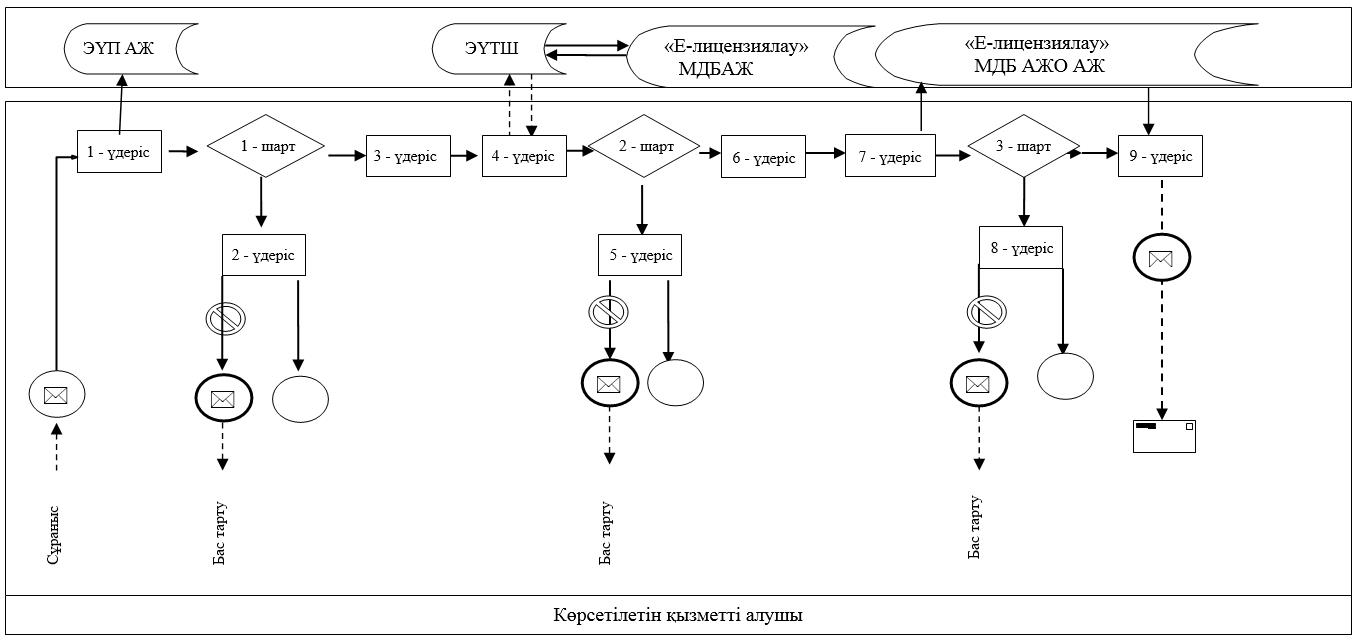 ЭҮП АЖ
ЭҮТШ
«Е-лицензиялау»
МДБАЖ
«Е-лицензиялау»
МДБ АЖО АЖ
1 - үдеріс
1 - шарт
3 - үдеріс
4 - үдеріс
2 - шарт
6 - үдеріс
7 - үдеріс
3 - шарт
9 - үдеріс
2 - үдеріс
5 - үдеріс
8 - үдеріс
Сұраныс
Бас тарту
Бас тарту
Бас тарту
Көрсетілетін қызметті алушы